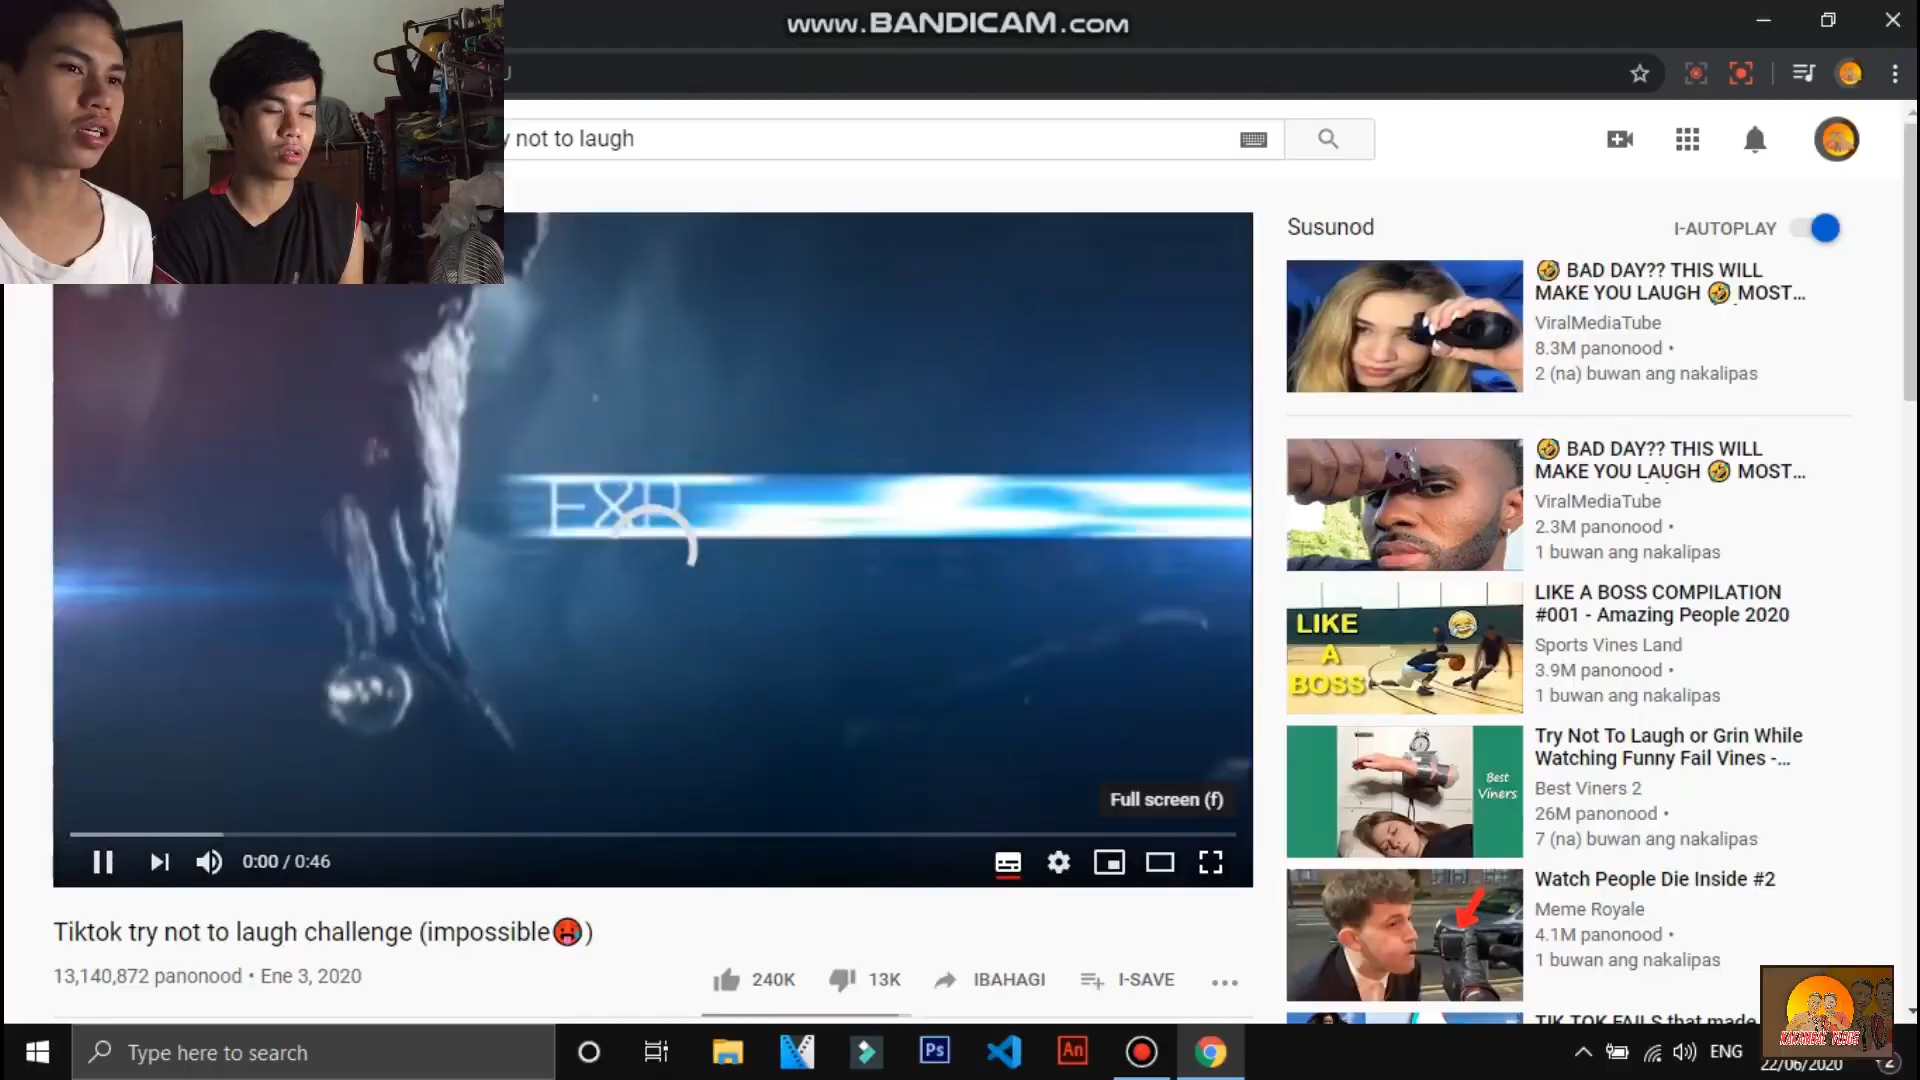 www.BANDICAM.com
not to laugh
Susunod
I-AUTOPLAY
🤣 BAD DAY?? THIS WILL
MAKE YOU LAUGH 🤣 MOST...
ViralMediaTube
8.3M panonood •
2 (na) buwan ang nakalipas
🤣 BAD DAY?? THIS WILL
MAKE YOU LAUGH 🤣 MOST...
ViralMediaTube
2.3M panonood •
1 buwan ang nakalipas
LIKE
A
BOSS
LIKE A BOSS COMPILATION
#001 - Amazing People 2020
Sports Vines Land
3.9M panonood •
1 buwan ang nakalipas
Best
Viners
Try Not To Laugh or Grin While
Watching Funny Fail Vines -...
Best Viners 2
26M panonood •
7 (na) buwan ang nakalipas
Watch People Die Inside #2
Meme Royale
4.1M panonood •
1 buwan ang nakalipas
TIK TOK FAILS that made
Full screen (f)
0:00 / 0:46
Tiktok try not to laugh challenge (impossible🥵)
13,140,872 panonood • Ene 3, 2020
240K
13K
IBAHAGI
I-SAVE
Type here to search
Ps
An
ENG
22/06/2020
2